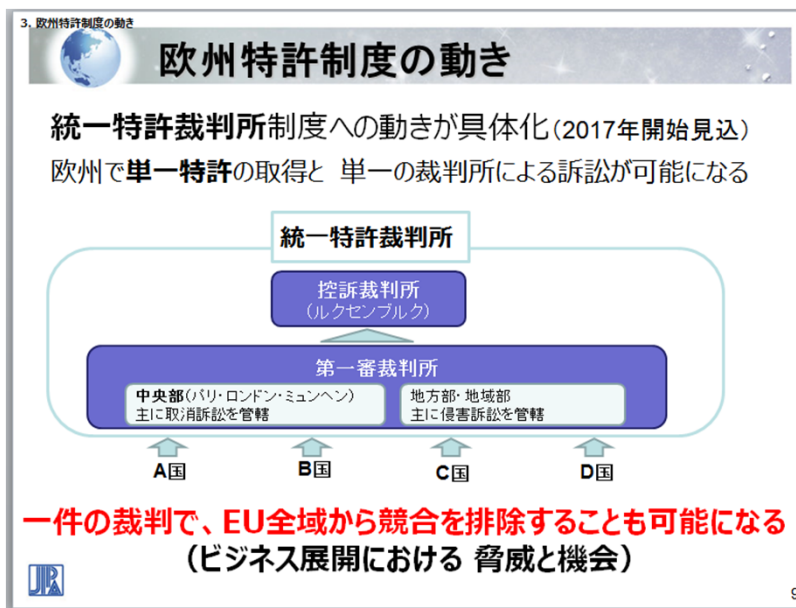 3. 欧州特許制度の動き
欧州特許制度の動き
統一特許裁判所制度への動きが具体化(2017年開始見込)
欧州で単一特許の取得と 単一の裁判所による訴訟が可能になる
統一特許裁判所
控訴裁判所
(ルクセンブルク)
第一審裁判所
中央部(パリ・ロンドン・ミュンヘン)
主に取消訴訟を管轄
地方部・地域部
主に侵害訴訟を管轄
A国
B国
C国
D国
一件の裁判で、EU全域から競合を排除することも可能になる
(ビジネス展開における 脅威と機会)
JIPA
9